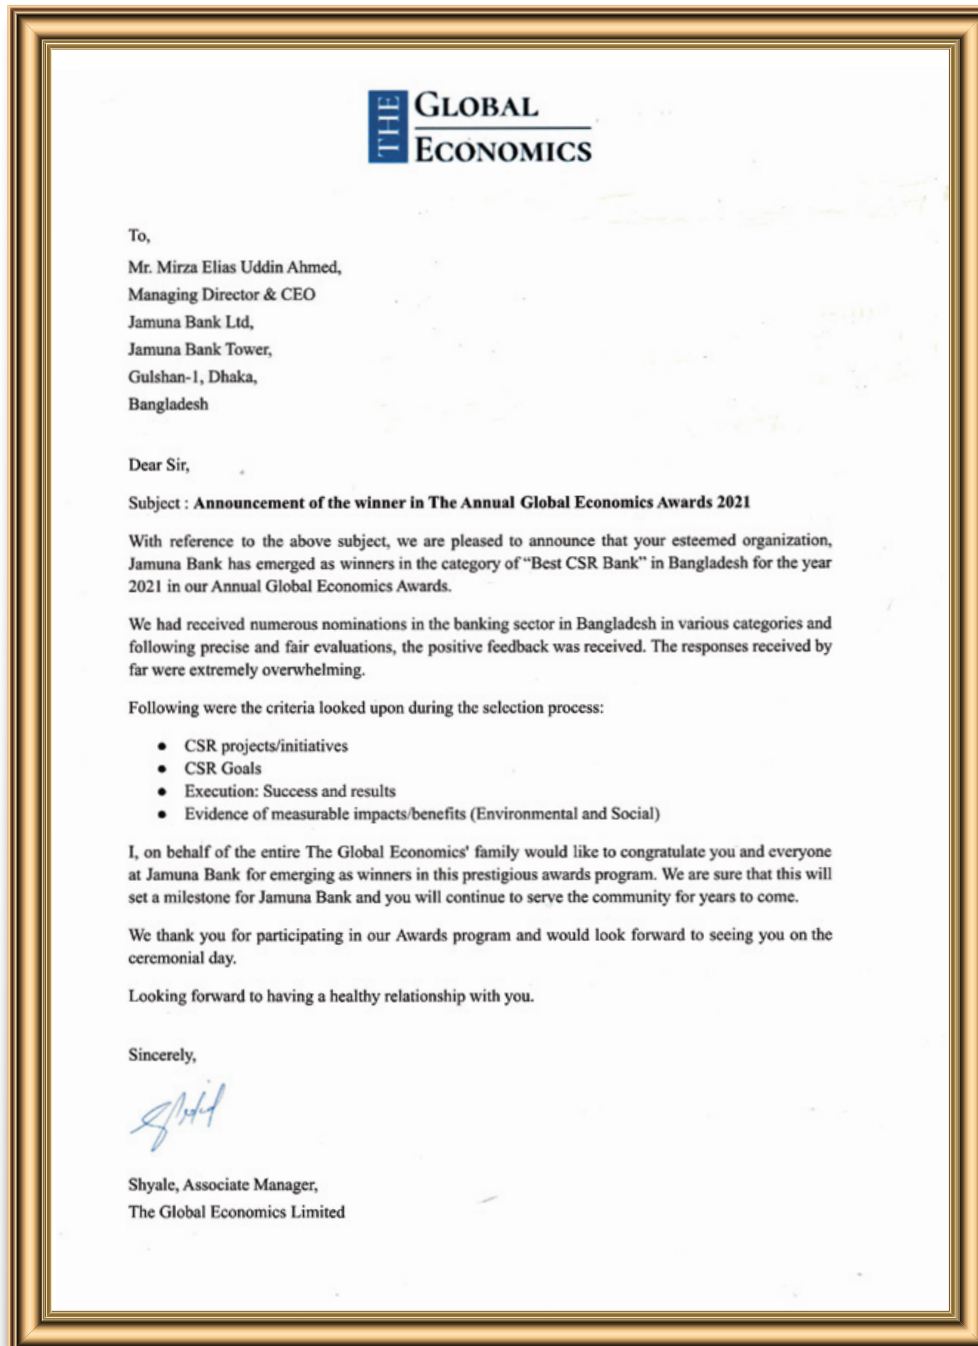 THE GLOBAL
ECONOMICS
To,
Mr. Mirza Elias Uddin Ahmed,
Managing Director & CEO
Jamuna Bank Ltd,
Jamuna Bank Tower,
Gulshan-1, Dhaka,
Bangladesh
Dear Sir,
Subject : Announcement of the winner in The Annual Global Economics Awards 2021
With reference to the above subject, we are pleased to announce that your esteemed organization,
Jamuna Bank has emerged as winners in the category of “Best CSR Bank” in Bangladesh for the year
2021 in our Annual Global Economics Awards.
We had received numerous nominations in the banking sector in Bangladesh in various categories and
following precise and fair evaluations, the positive feedback was received. The responses received by
far were extremely overwhelming.
Following were the criteria looked upon during the selection process:
● CSR projects/initiatives
● CSR Goals
● Execution: Success and results
● Evidence of measurable impacts/benefits (Environmental and Social)
I, on behalf of the entire The Global Economics' family would like to congratulate you and everyone
at Jamuna Bank for emerging as winners in this prestigious awards program. We are sure that this will
set a milestone for Jamuna Bank and you will continue to serve the community for years to come.
We thank you for participating in our Awards program and would look forward to seeing you on the
ceremonial day.
Looking forward to having a healthy relationship with you.
Sincerely,
Shyale, Associate Manager,
The Global Economics Limited